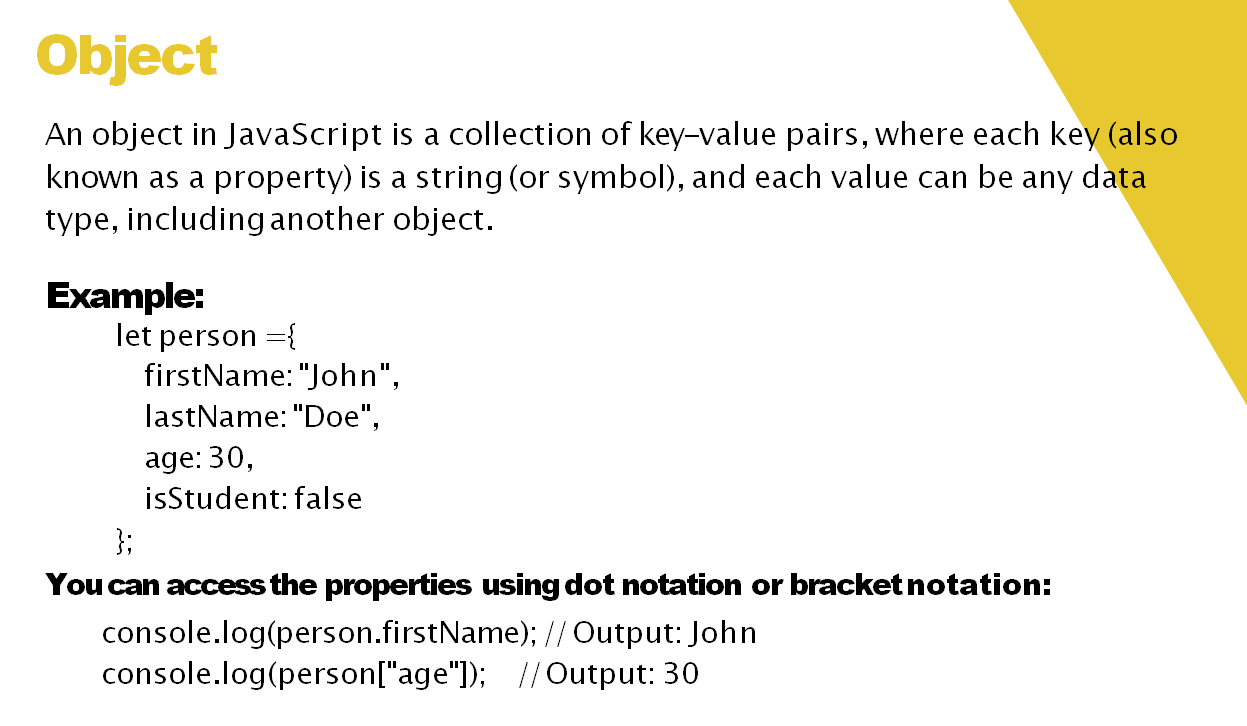 Object
An object in JavaScript is a collection of key–value pairs, where each key (also
known as a property) is a string (or symbol), and each value can be any data
type, including another object.
Example:
let person ={
firstName: "John",
lastName: "Doe",
age: 30,
isStudent: false
};
You can access the properties using dot notation or bracket notation:
console.log(person.firstName); // Output: John
console.log(person["age"]); // Output: 30